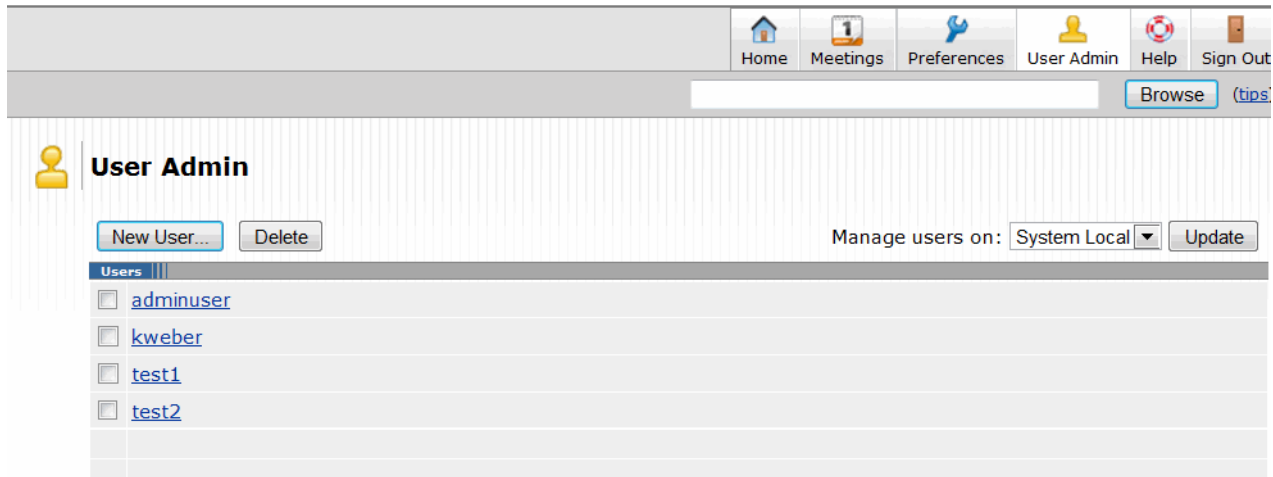 1
Home Meetings Preferences User Admin Help Sign Out
Browse (tips)
User Admin
New User... Delete Manage users on: System Local Update
Users
adminuser
kweber
test1
test2